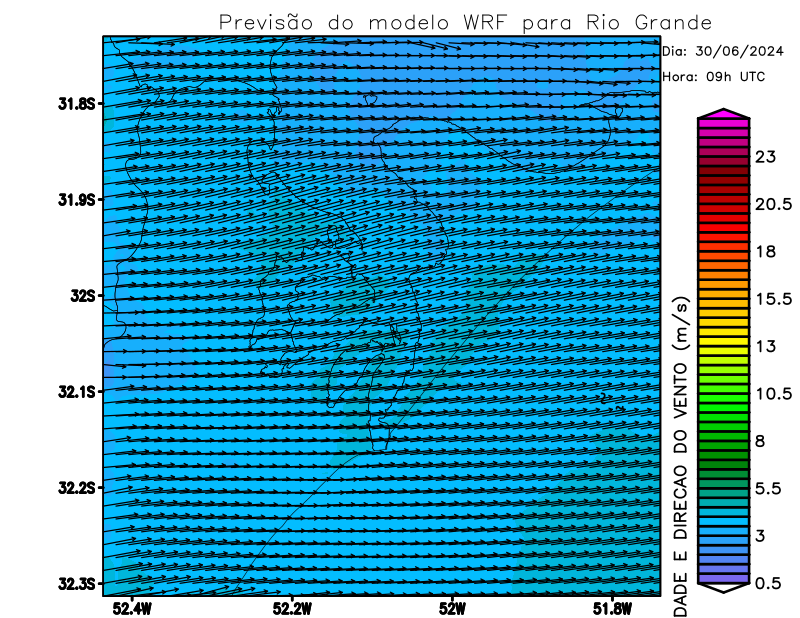 Previsão do modelo WRF para Rio Grande
Dia: 30/06/2024
Hora: 09h UTC
31.8S
31.9S
32S
32.1S
32.2S
32.3S
52.4W
52.2W
52W
51.8W
23
20.5
18
15.5
13
10.5
8
5.5
3
0.5
DADE E DIRECAO DO VENTO (m/s)